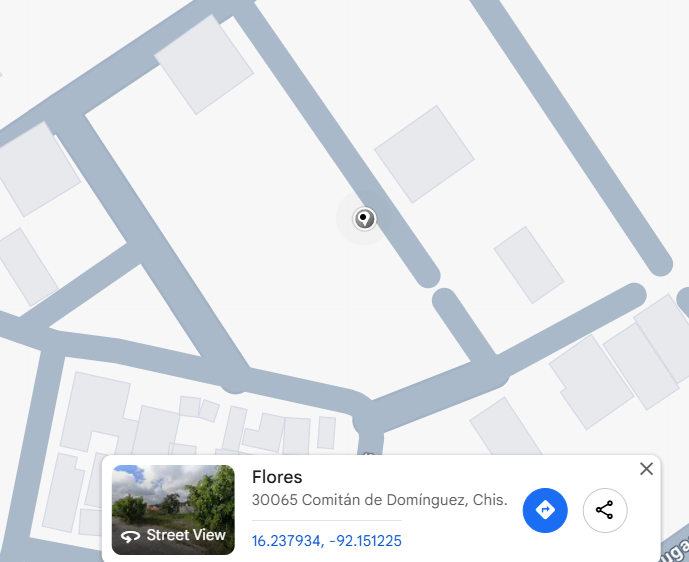 Flores
30065 Comitán de Domínguez, Chis.
Street View
16.237934, -92.151225